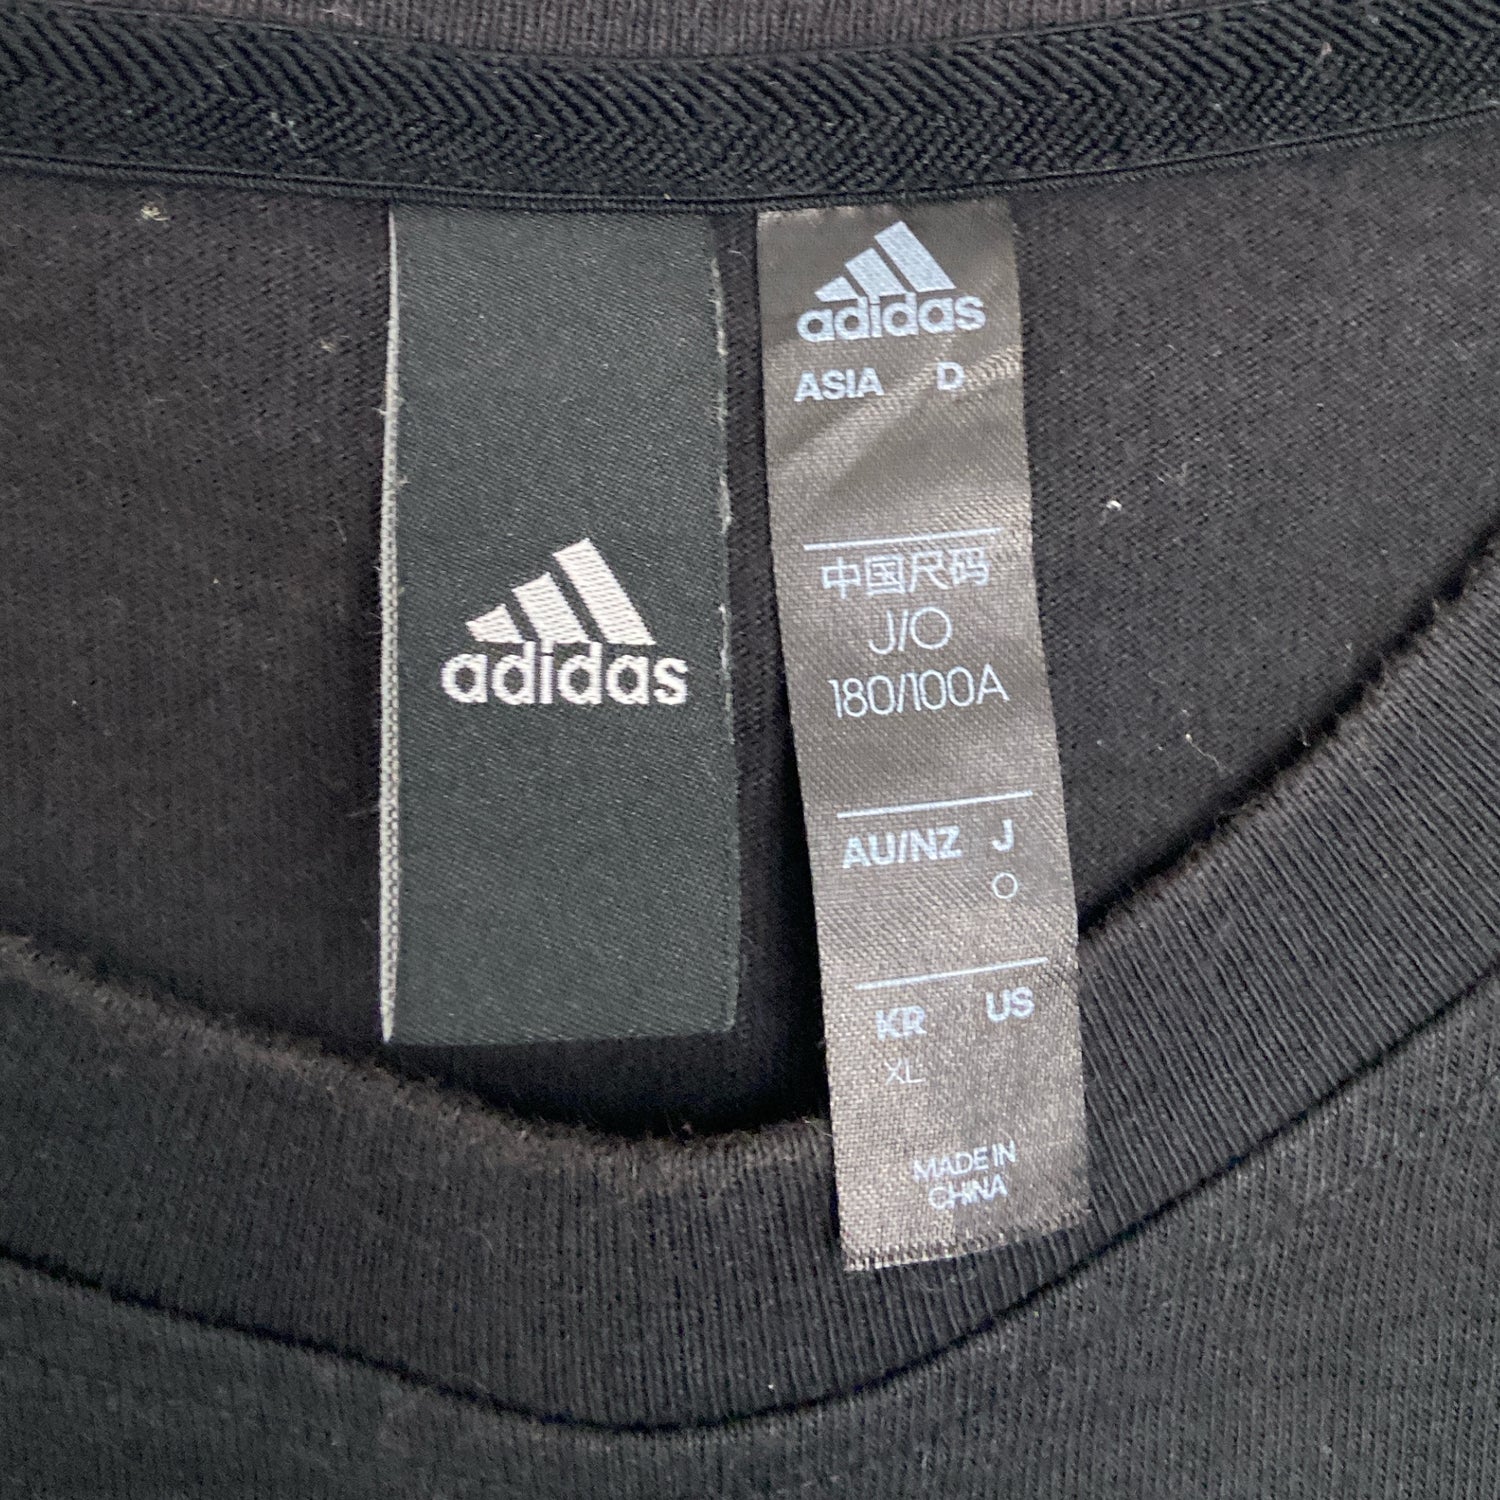 adidas
adidas
ASIA D
中国尺码
J/O
180/100A
AU/NZ J
O
KR US
XL
MADE IN
CHINA